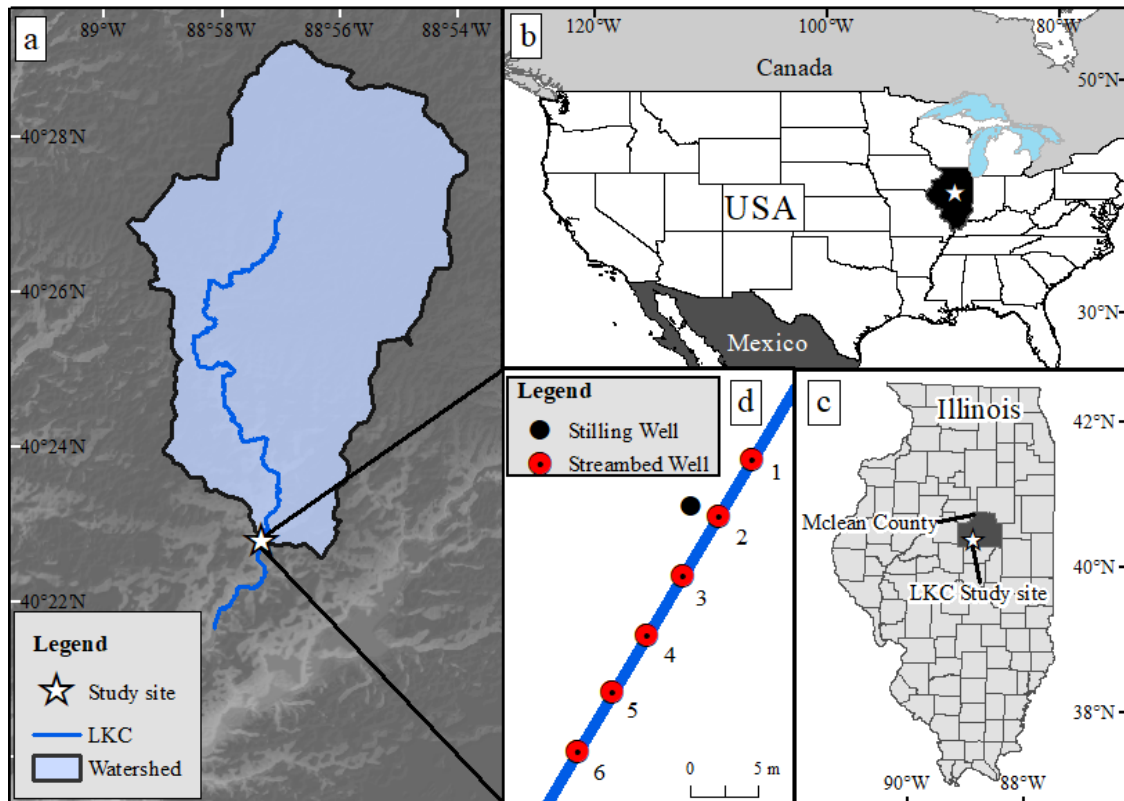 a
89°W
88°58'W
88°56'W
88°54'W
40°28'N
40°26'N
40°24'N
40°22'N
Legend
Study site
LKC
Watershed
b
120°W
100°W
80°W
50°N
30°N
Canada
USA
Mexico
Legend
Stilling Well
Streambed Well
d
1
2
3
4
5
6
0 5 m
c
Illinois
42°N
Mclean County
40°N
LKC Study site
38°N
90°W
88°W